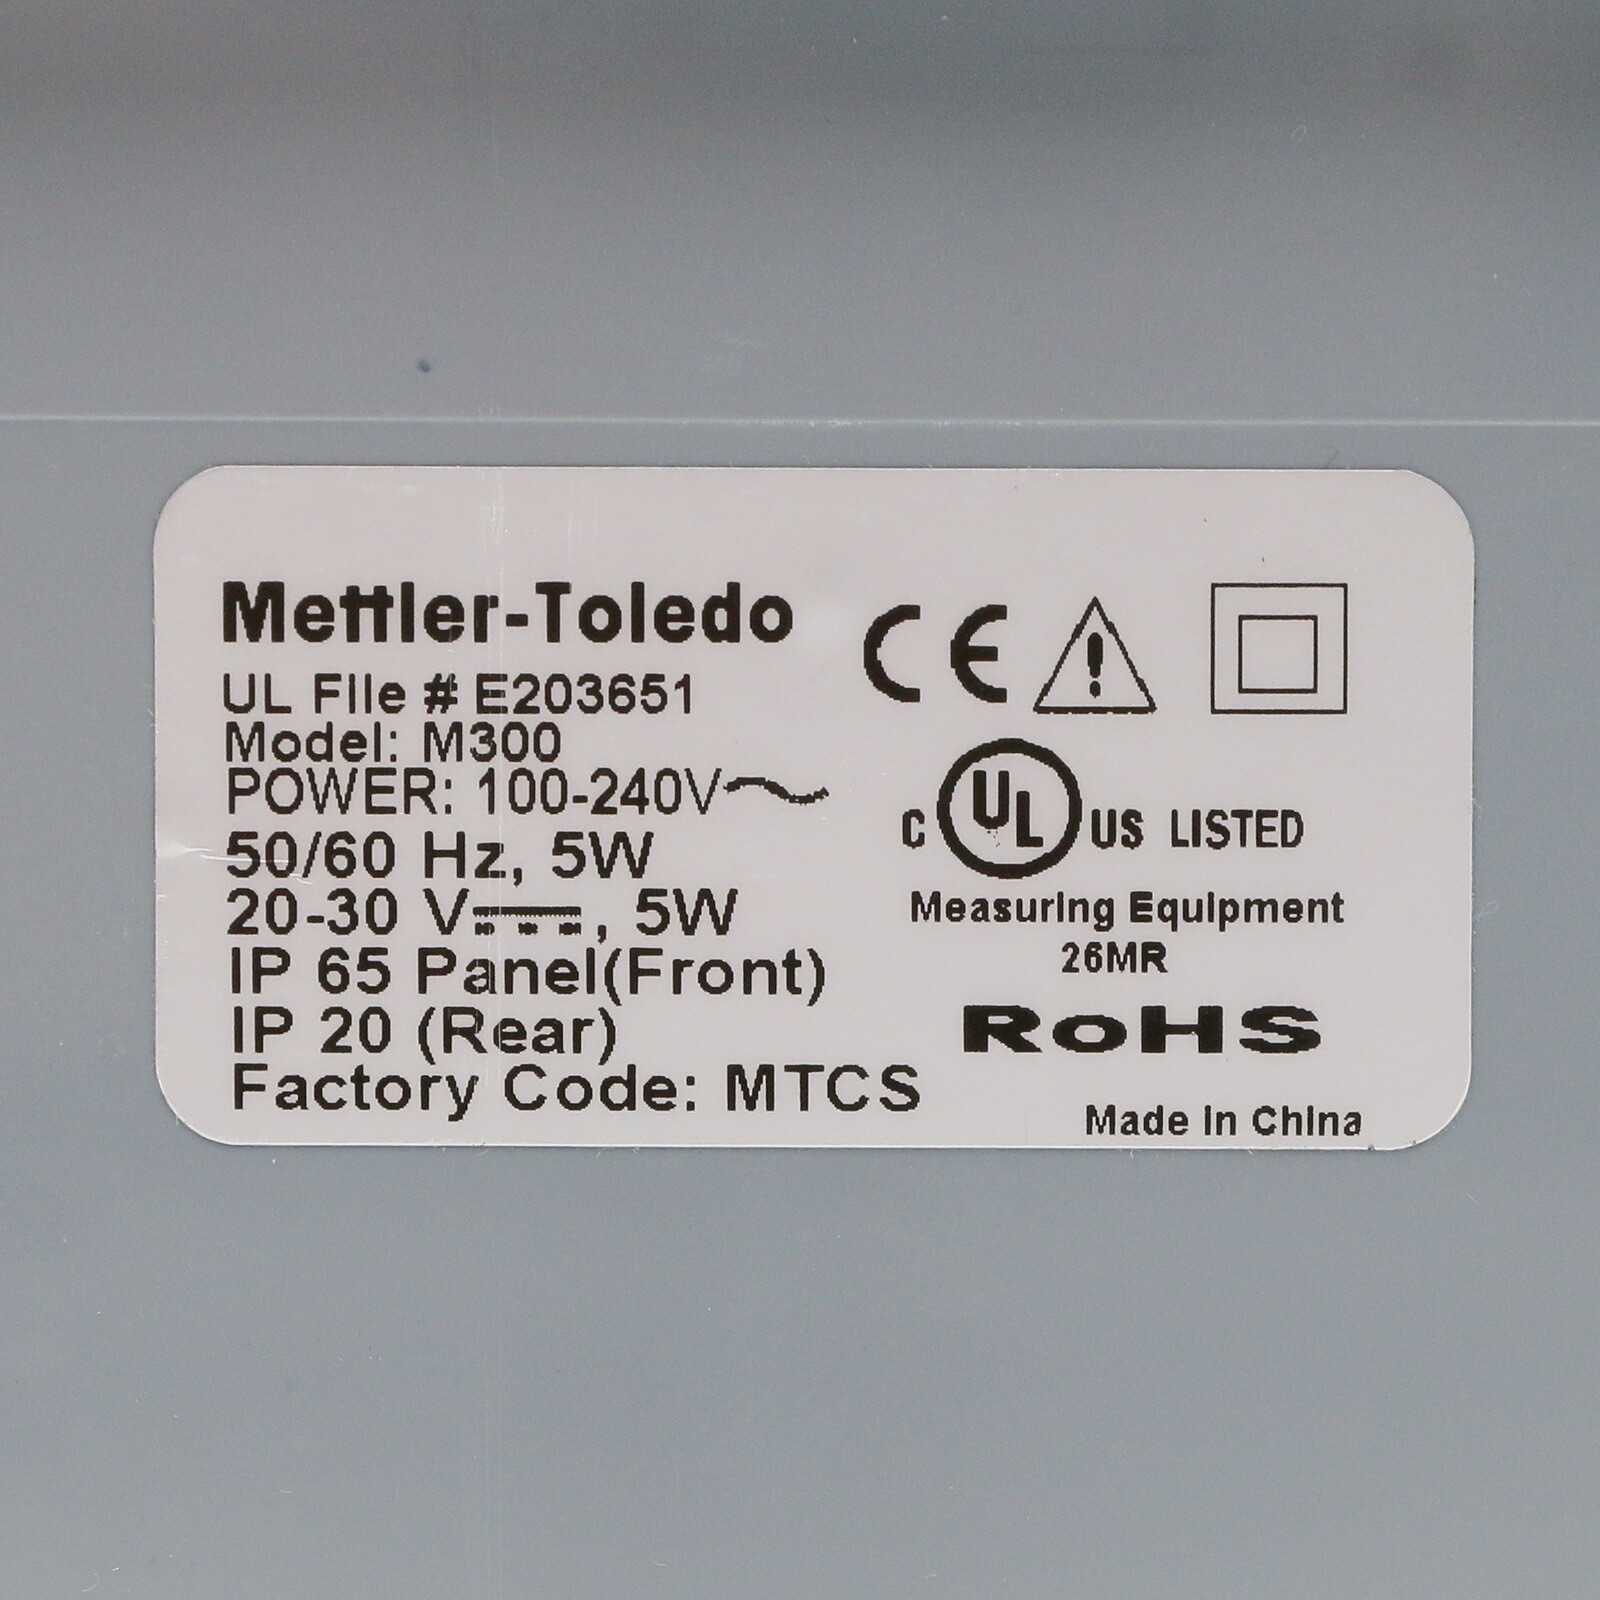 Mettler-Toledo
UL File # E203651
Model: M300
POWER: 100-240V~
50/60 Hz, 5W
20-30 V⎓, 5W
IP 65 Panel(Front)
IP 20 (Rear)
Factory Code: MTCS
CE
C UL US LISTED
Measuring Equipment
26MR
RoHS
Made in China